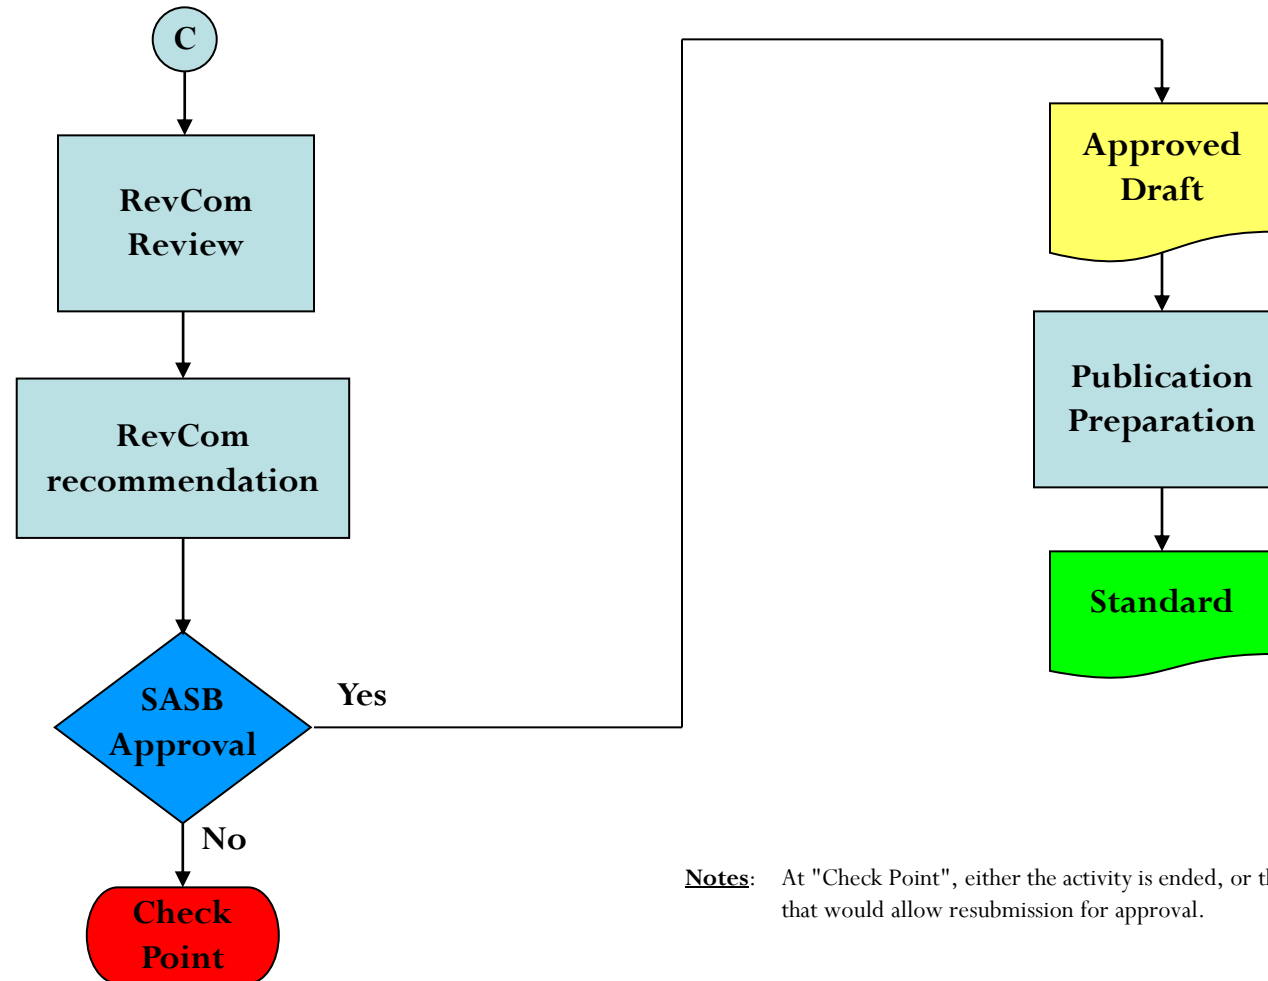 C
RevCom
Review
RevCom
recommendation
SASB
Approval
Yes
No
Check
Point
Approved
Draft
Publication
Preparation
Standard
Notes: At "Check Point", either the activity is ended, or
that would allow resubmission for approval.